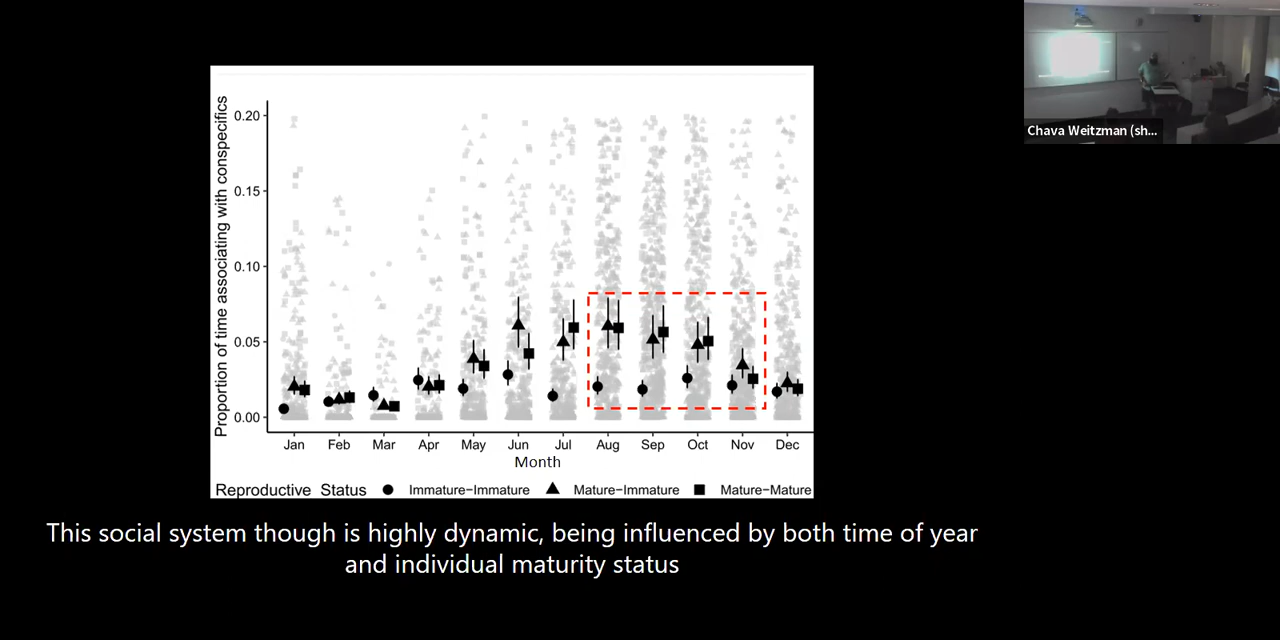 Proportion of time associating with conspecifics
0.20
0.15
0.10
0.05
0.00
Jan Feb Mar Apr May Jun Jul Aug Sep Oct Nov Dec
Month
Reproductive Status Immature−Immature Mature−Immature Mature−Mature
This social system though is highly dynamic, being influenced by both time of year
and individual maturity status
Chava Weitzman (sh...